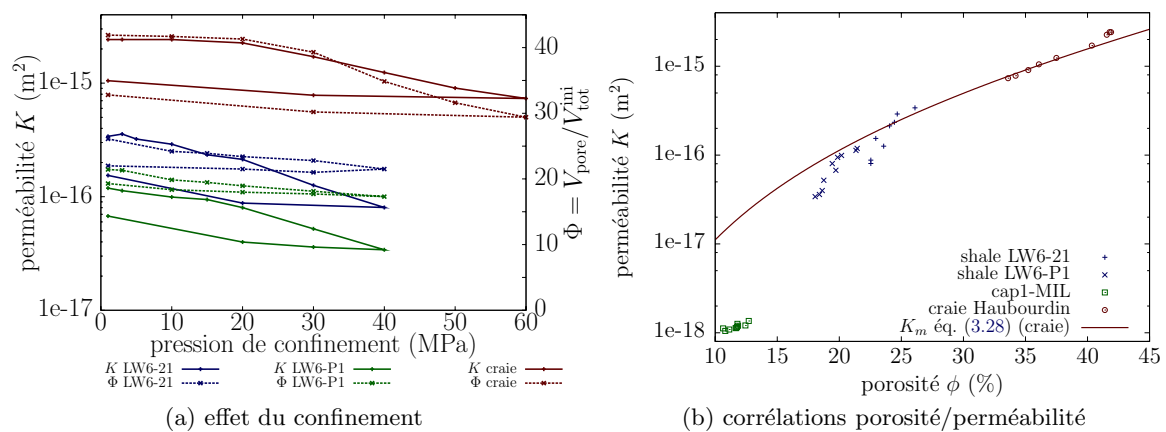 perméabilité K (m²)
1e-15
1e-16
1e-17
0 10 20 30 40 50 60
pression de confinement (MPa)
40
30
20
10
0
Φ = V_pore/V_tot^ini
K LW6-21
Φ LW6-21
K LW6-P1
Φ LW6-P1
K craie
Φ craie
(a) effet du confinement
perméabilité K (m²)
1e-15
1e-16
1e-17
1e-18
10 15 20 25 30 35 40 45
porosité ϕ (%)
shale LW6-21
shale LW6-P1
cap1-MIL
craie Haubourdin
K_m éq. (3.28) (craie)
(b) corrélations porosité/perméabilité